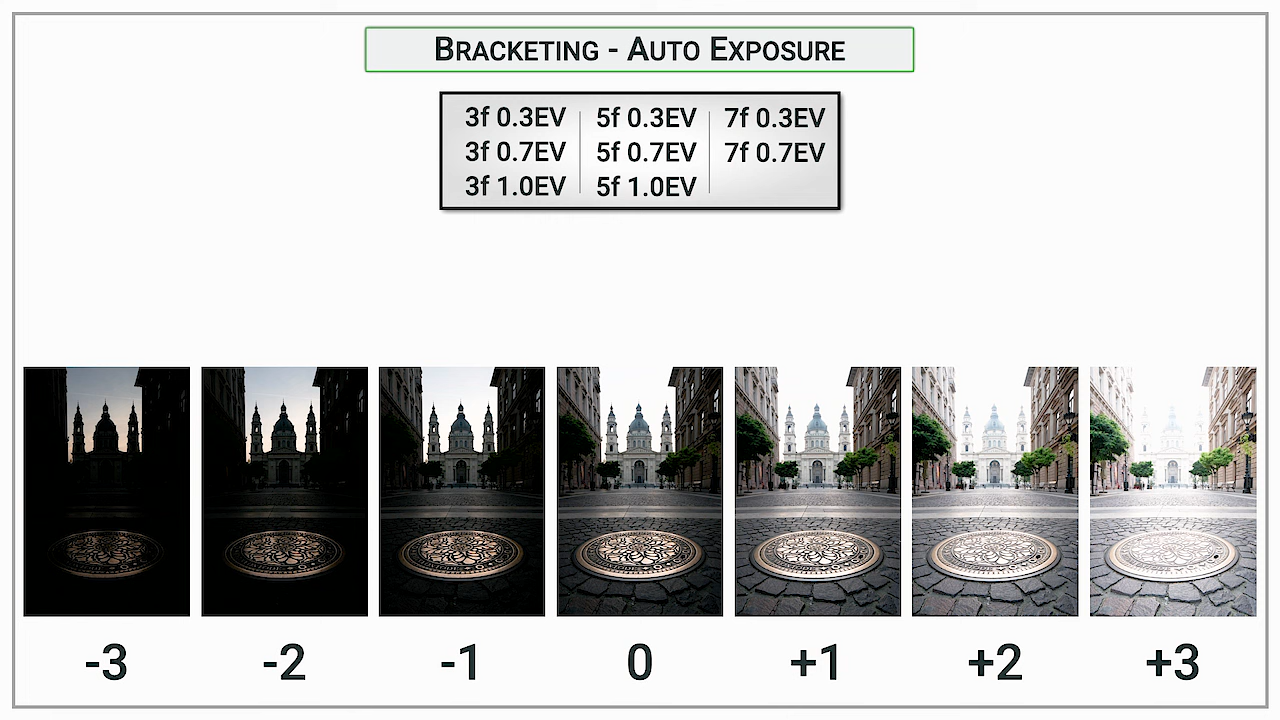 Bracketing - Auto Exposure
3f 0.3EV 5f 0.3EV 7f 0.3EV
3f 0.7EV 5f 0.7EV 7f 0.7EV
3f 1.0EV 5f 1.0EV
-3 -2 -1 0 +1 +2 +3